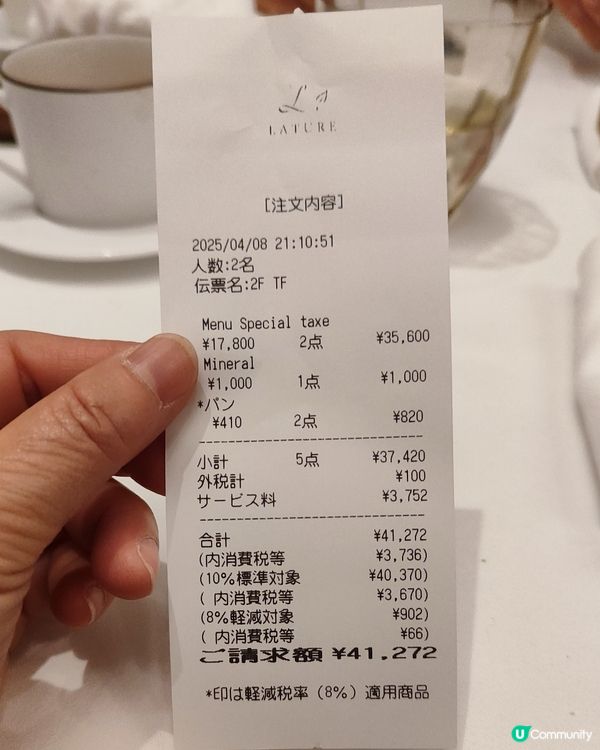 LATURE
[注文内容]
2025/04/08 21:10:51
人数:2名
伝票名:2F TF
Menu Special taxe
¥17,800 2点 ¥35,600
Mineral
¥1,000 1点 ¥1,000
*パン
¥410 2点 ¥820
小計 5点 ¥37,420
外税計 ¥100
サービス料 ¥3,752
合計 ¥41,272
(内消費税等 ¥3,736)
(10%標準対象 ¥40,370)
( 内消費税等 ¥3,670)
(8%軽減対象 ¥902)
( 内消費税等 ¥66)
ご請求額 ¥41,272
*印は軽減税率（8%）適用商品
U Community